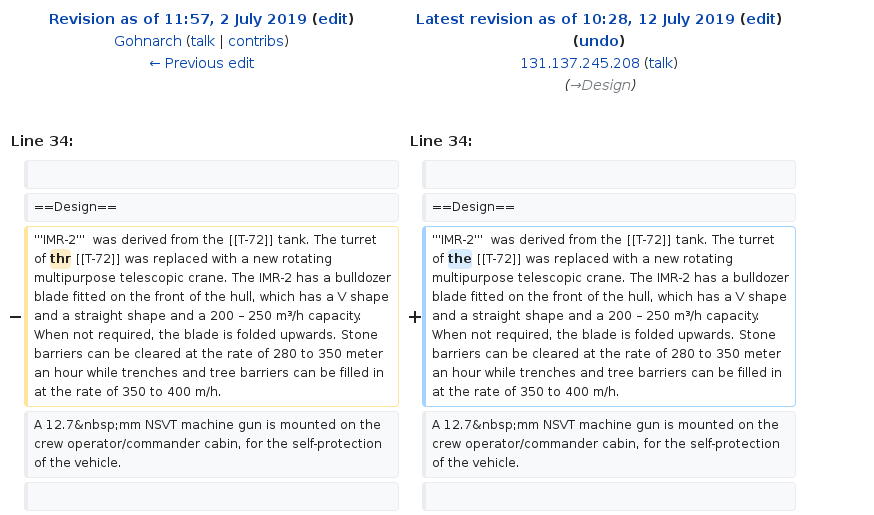 Revision as of 11:57, 2 July 2019 (edit)
Gohnarch (talk | contribs)
← Previous edit
Latest revision as of 10:28, 12 July 2019 (edit)
(undo)
131.137.245.208 (talk)
(→Design)
Line 34:
Line 34:
==Design==
==Design==
−
'''IMR-2'''  was derived from the [[T-72]] tank. The turret
of thr [[T-72]] was replaced with a new rotating
multipurpose telescopic crane. The IMR-2 has a bulldozer
blade fitted on the front of the hull, which has a V shape
and a straight shape and a 200 – 250 m³/h capacity.
When not required, the blade is folded upwards. Stone
barriers can be cleared at the rate of 280 to 350 meter
an hour while trenches and tree barriers can be filled in
at the rate of 350 to 400 m/h.
+
'''IMR-2'''  was derived from the [[T-72]] tank. The turret
of the [[T-72]] was replaced with a new rotating
multipurpose telescopic crane. The IMR-2 has a bulldozer
blade fitted on the front of the hull, which has a V shape
and a straight shape and a 200 – 250 m³/h capacity.
When not required, the blade is folded upwards. Stone
barriers can be cleared at the rate of 280 to 350 meter
an hour while trenches and tree barriers can be filled in
at the rate of 350 to 400 m/h.
A 12.7&nbsp;mm NSVT machine gun is mounted on the
crew operator/commander cabin, for the self-protection
of the vehicle.
A 12.7&nbsp;mm NSVT machine gun is mounted on the
crew operator/commander cabin, for the self-protection
of the vehicle.